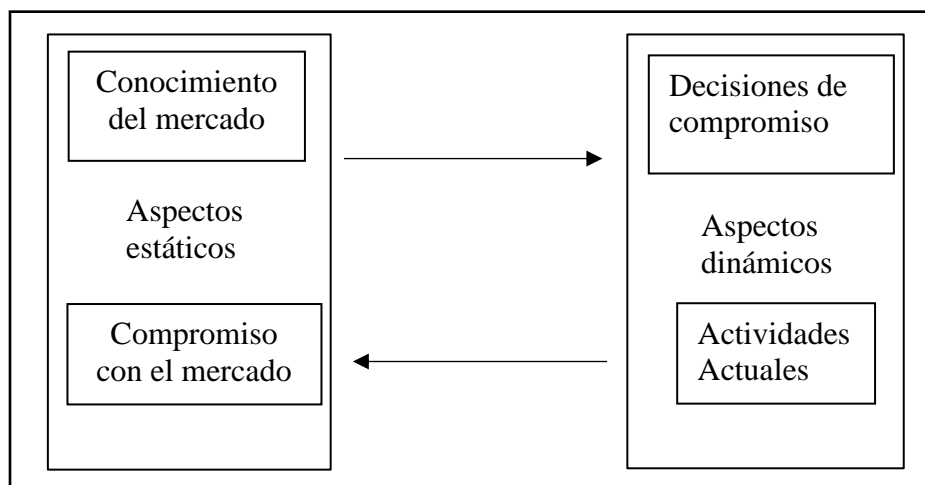 Conocimiento
del mercado
Aspectos
estáticos
Compromiso
con el mercado
Decisiones de
compromiso
Aspectos
dinámicos
Actividades
Actuales